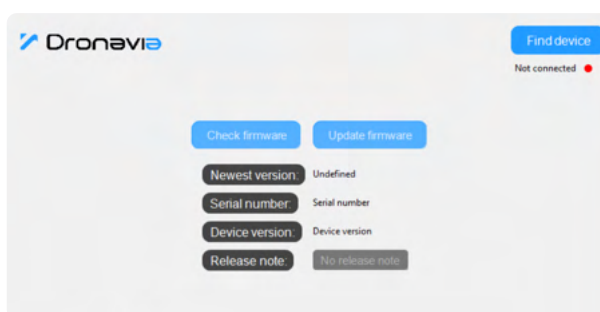 Dronavia
Find device
Not connected
Check firmware Update firmware
Newest version: Undefined
Serial number: Serial number
Device version: Device version
Release note: No release note